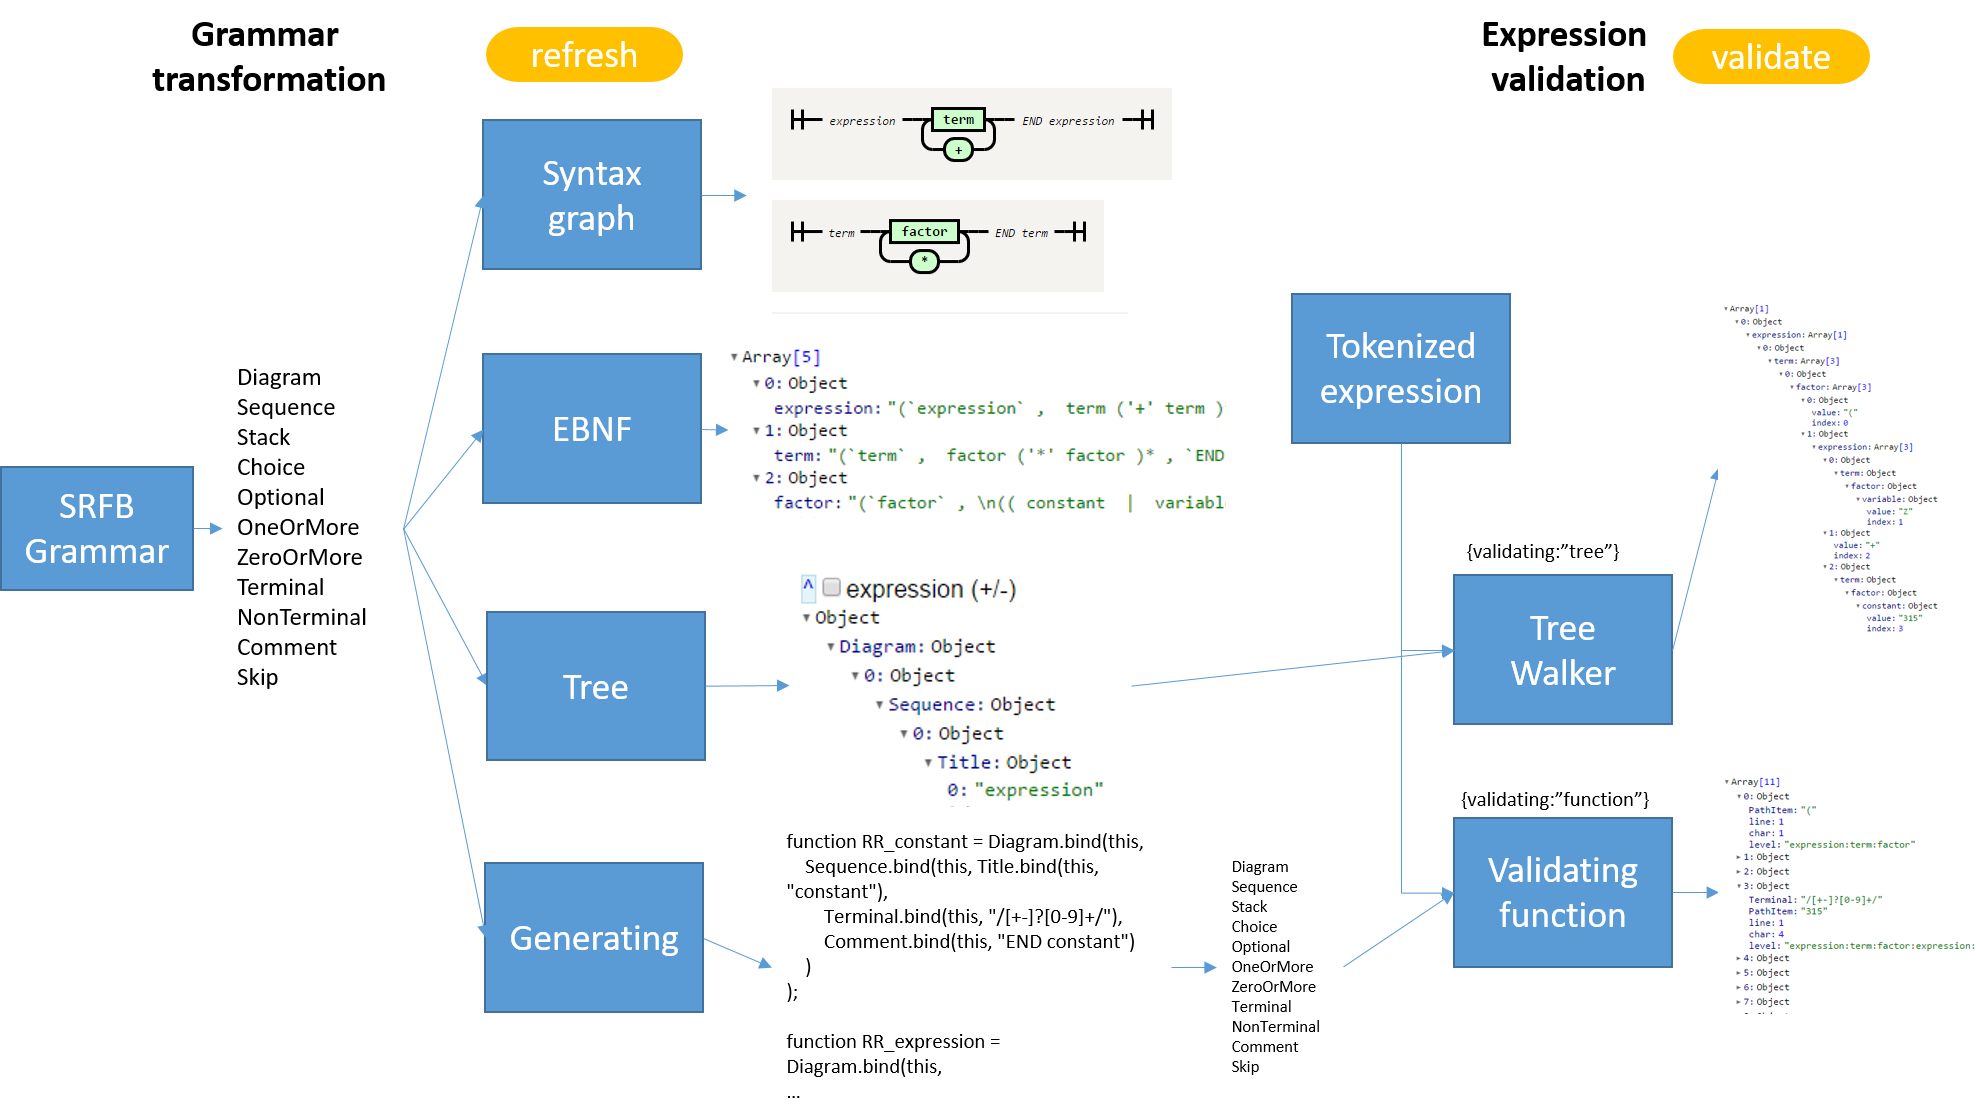 Grammar
transformation
refresh
Expression
validation
validate
SRFB
Grammar
Diagram
Sequence
Stack
Choice
Optional
OneOrMore
ZeroOrMore
Terminal
NonTerminal
Comment
Skip
Syntax
graph
expression term END expression
+
term factor END term
*
EBNF
▾Array[5]
▾0: Object
expression: "(`expression` , term ('+' term )
▾1: Object
term: "(`term` , factor ('*' factor )* , `END
▾2: Object
factor: "(`factor` , \n(( constant | variabl
Tree
^ expression (+/-)
▾Object
▾Diagram: Object
▾0: Object
▾Sequence: Object
▾0: Object
▾Title: Object
0: "expression"
Generating
function RR_constant = Diagram.bind(this,
Sequence.bind(this, Title.bind(this,
"constant"),
Terminal.bind(this, "/[+-]?[0-9]+/"),
Comment.bind(this, "END constant")
)
);
function RR_expression =
Diagram.bind(this,
...
Diagram
Sequence
Stack
Choice
Optional
OneOrMore
ZeroOrMore
Terminal
NonTerminal
Comment
Skip
Tokenized
expression
{validating:”tree”}
Tree
Walker
{validating:”function”}
Validating
function
▾Array[1]
▾0: Object
▾expression: Array[1]
▾0: Object
▾term: Array[3]
▾0: Object
▾factor: Array[3]
▾0: Object
value: "("
index: 0
▾1: Object
▾expression: Array[3]
▾0: Object
▾term: Object
▾factor: Object
▾variable: Object
value: "Z"
index: 1
▾1: Object
value: "+"
index: 2
▾2: Object
▾term: Object
▾factor: Object
▾constant: Object
value: "315"
index: 3
▾Array[11]
▾0: Object
PathItem: "("
line: 1
char: 1
level: "expression:term:factor"
▸1: Object
▸2: Object
▾3: Object
Terminal: "/[+-]?[0-9]+/"
PathItem: "315"
line: 1
char: 4
level: "expression:term:factor:expression:
▸4: Object
▸5: Object
▸6: Object
▸7: Object